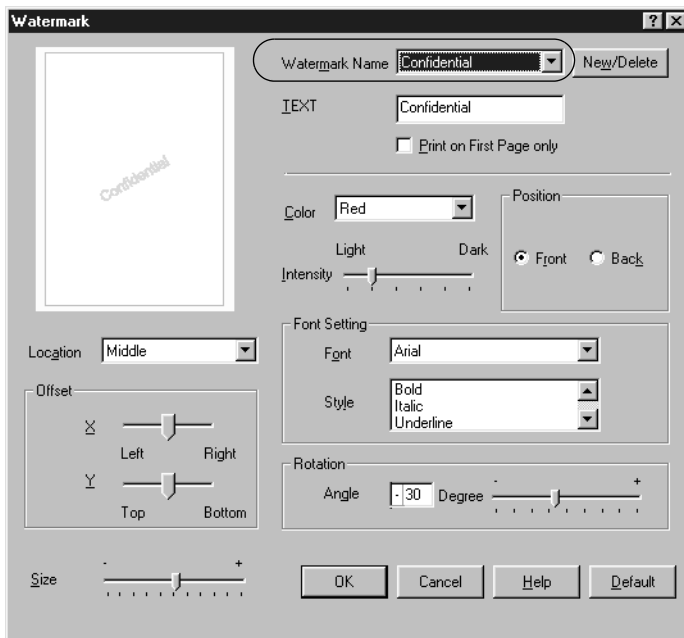 Watermark
Confidential
Watermark Name Confidential New/Delete
TEXT Confidential
Print on First Page only
Color Red
Light Dark
Intensity
Position
Front Back
Location Middle
Font Setting
Font Arial
Style Bold
Italic
Underline
Offset
X
Left Right
Y
Top Bottom
Rotation
Angle - 30 Degree - +
Size - +
OK Cancel Help Default